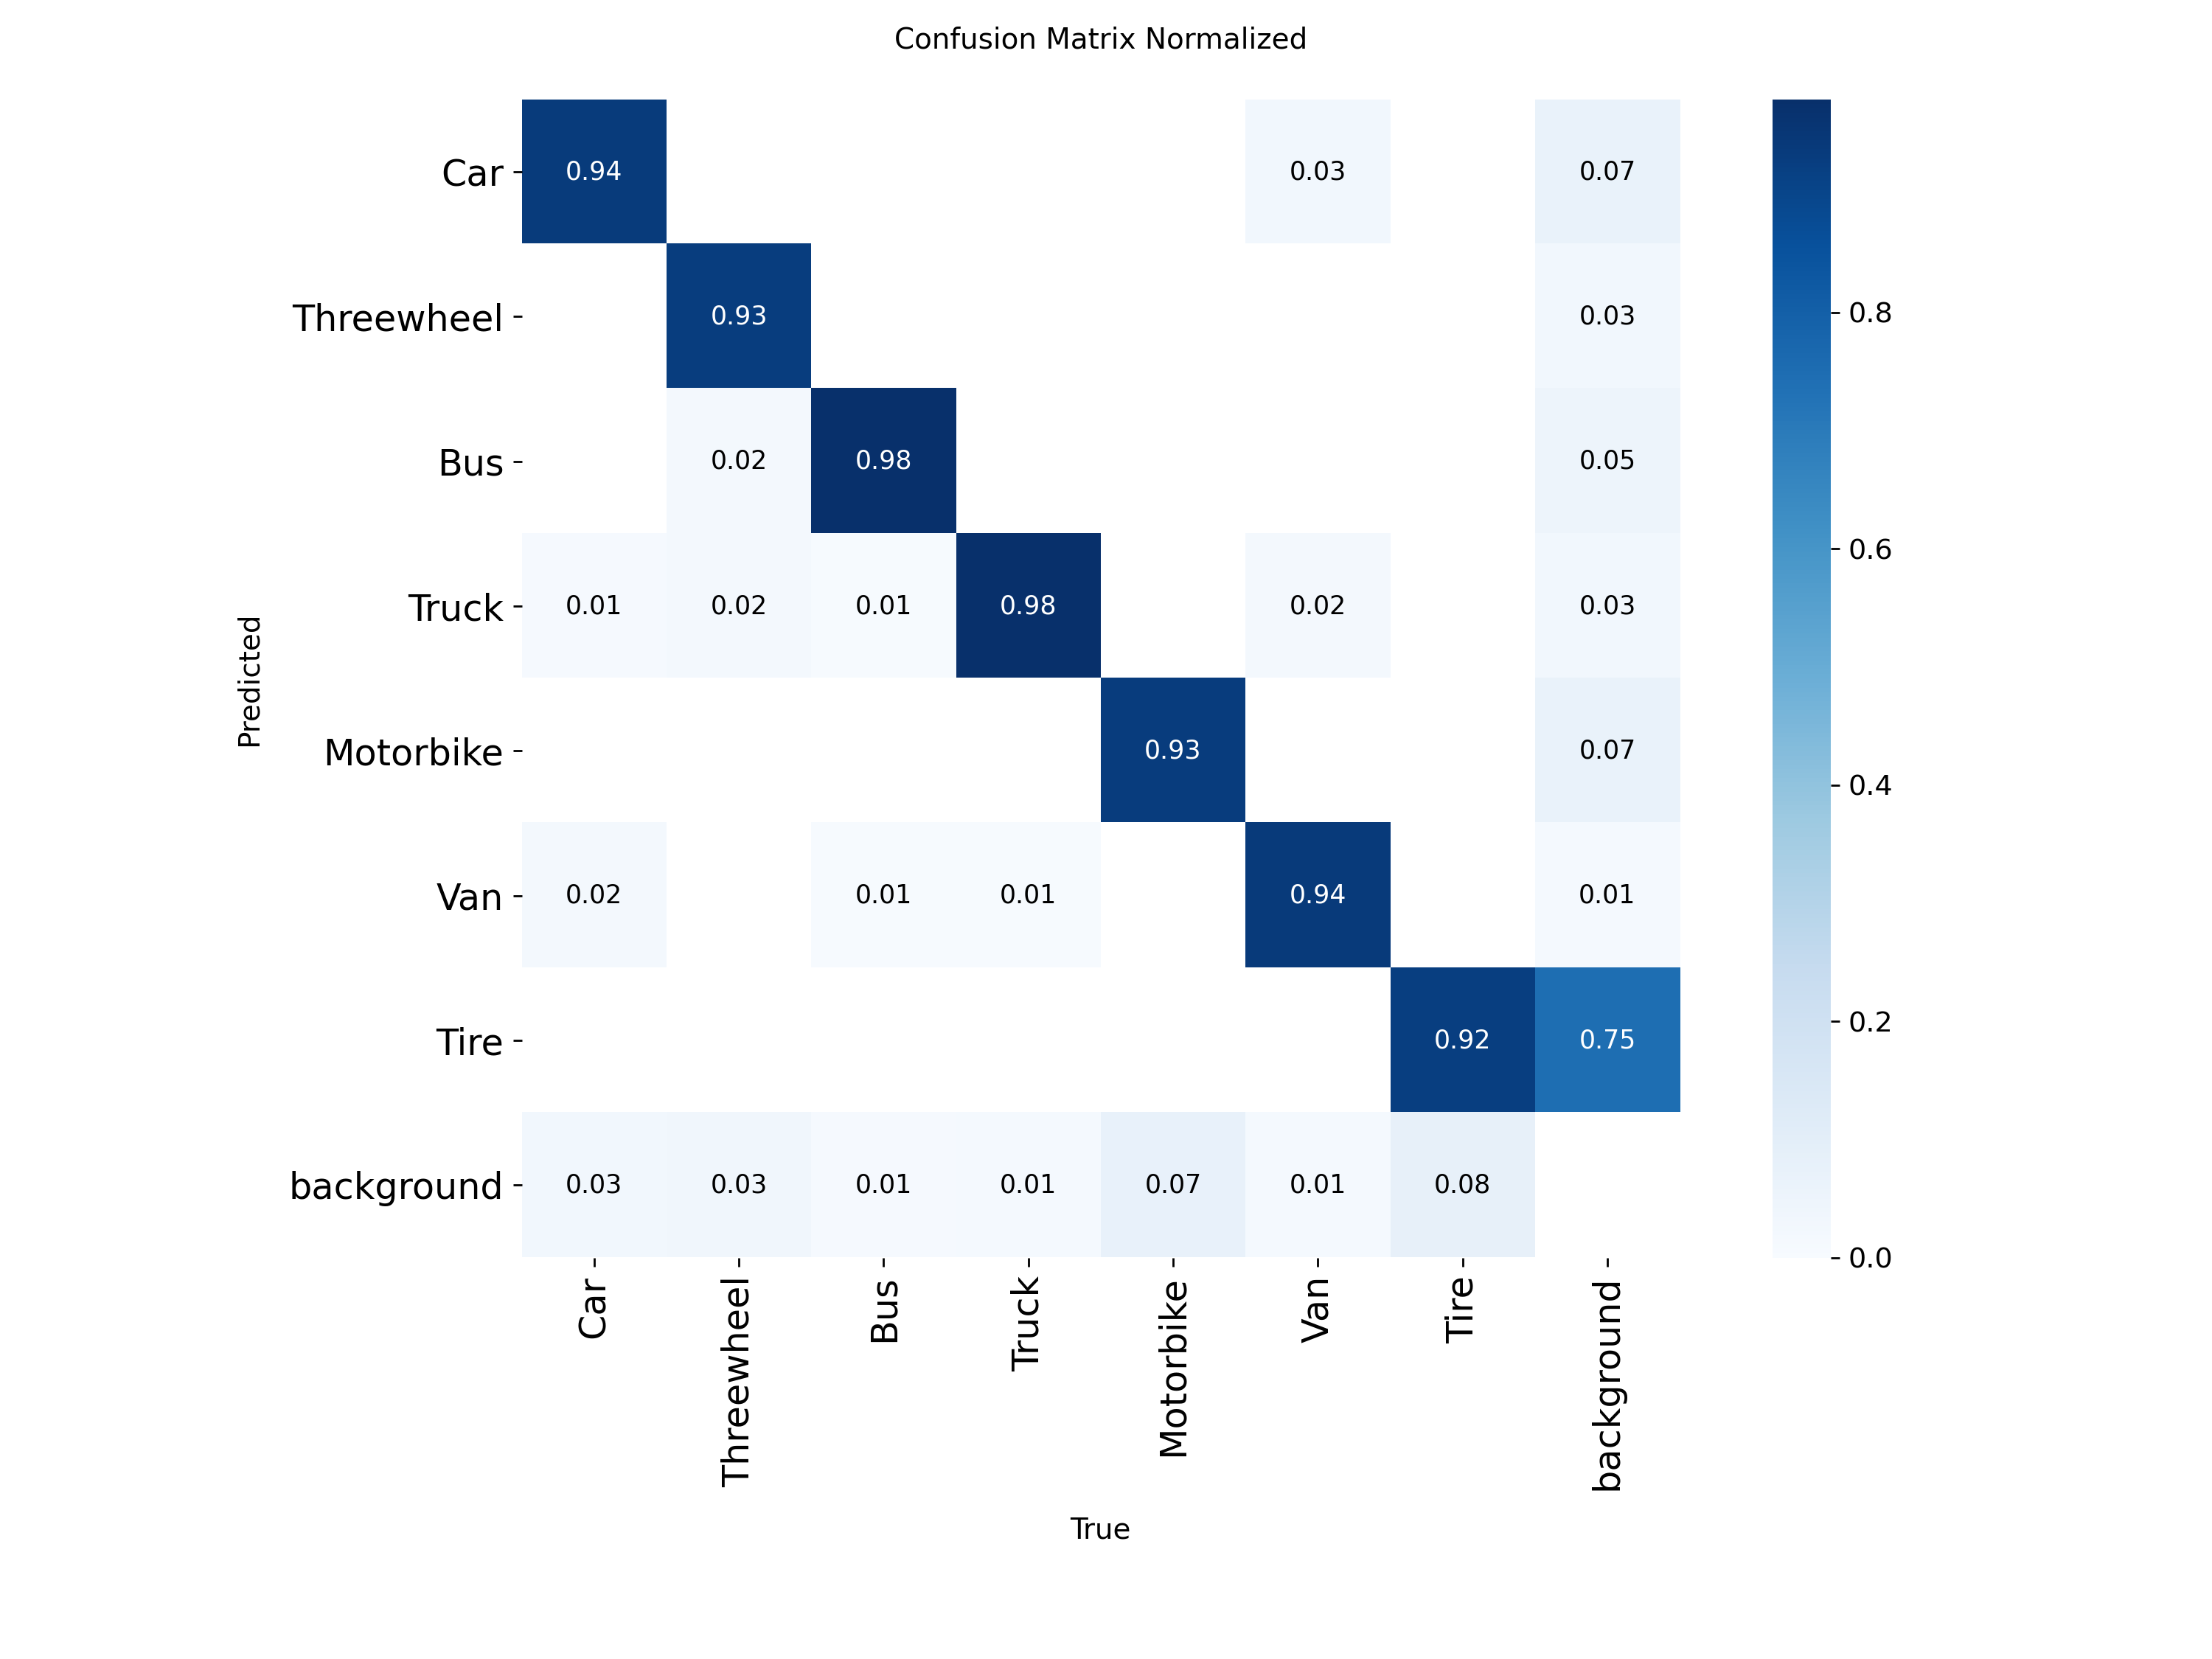 Confusion Matrix Normalized
Car 0.94 0.03 0.07
Threewheel 0.93 0.03
0.8
Bus 0.02 0.98 0.05
0.6
Truck 0.01 0.02 0.01 0.98 0.02 0.03
Predicted
Motorbike 0.93 0.07
0.4
Van 0.02 0.01 0.01 0.94 0.01
0.2
Tire 0.92 0.75
background 0.03 0.03 0.01 0.01 0.07 0.01 0.08
0.0
Car
Threewheel
Bus
Truck
Motorbike
Van
Tire
background
True